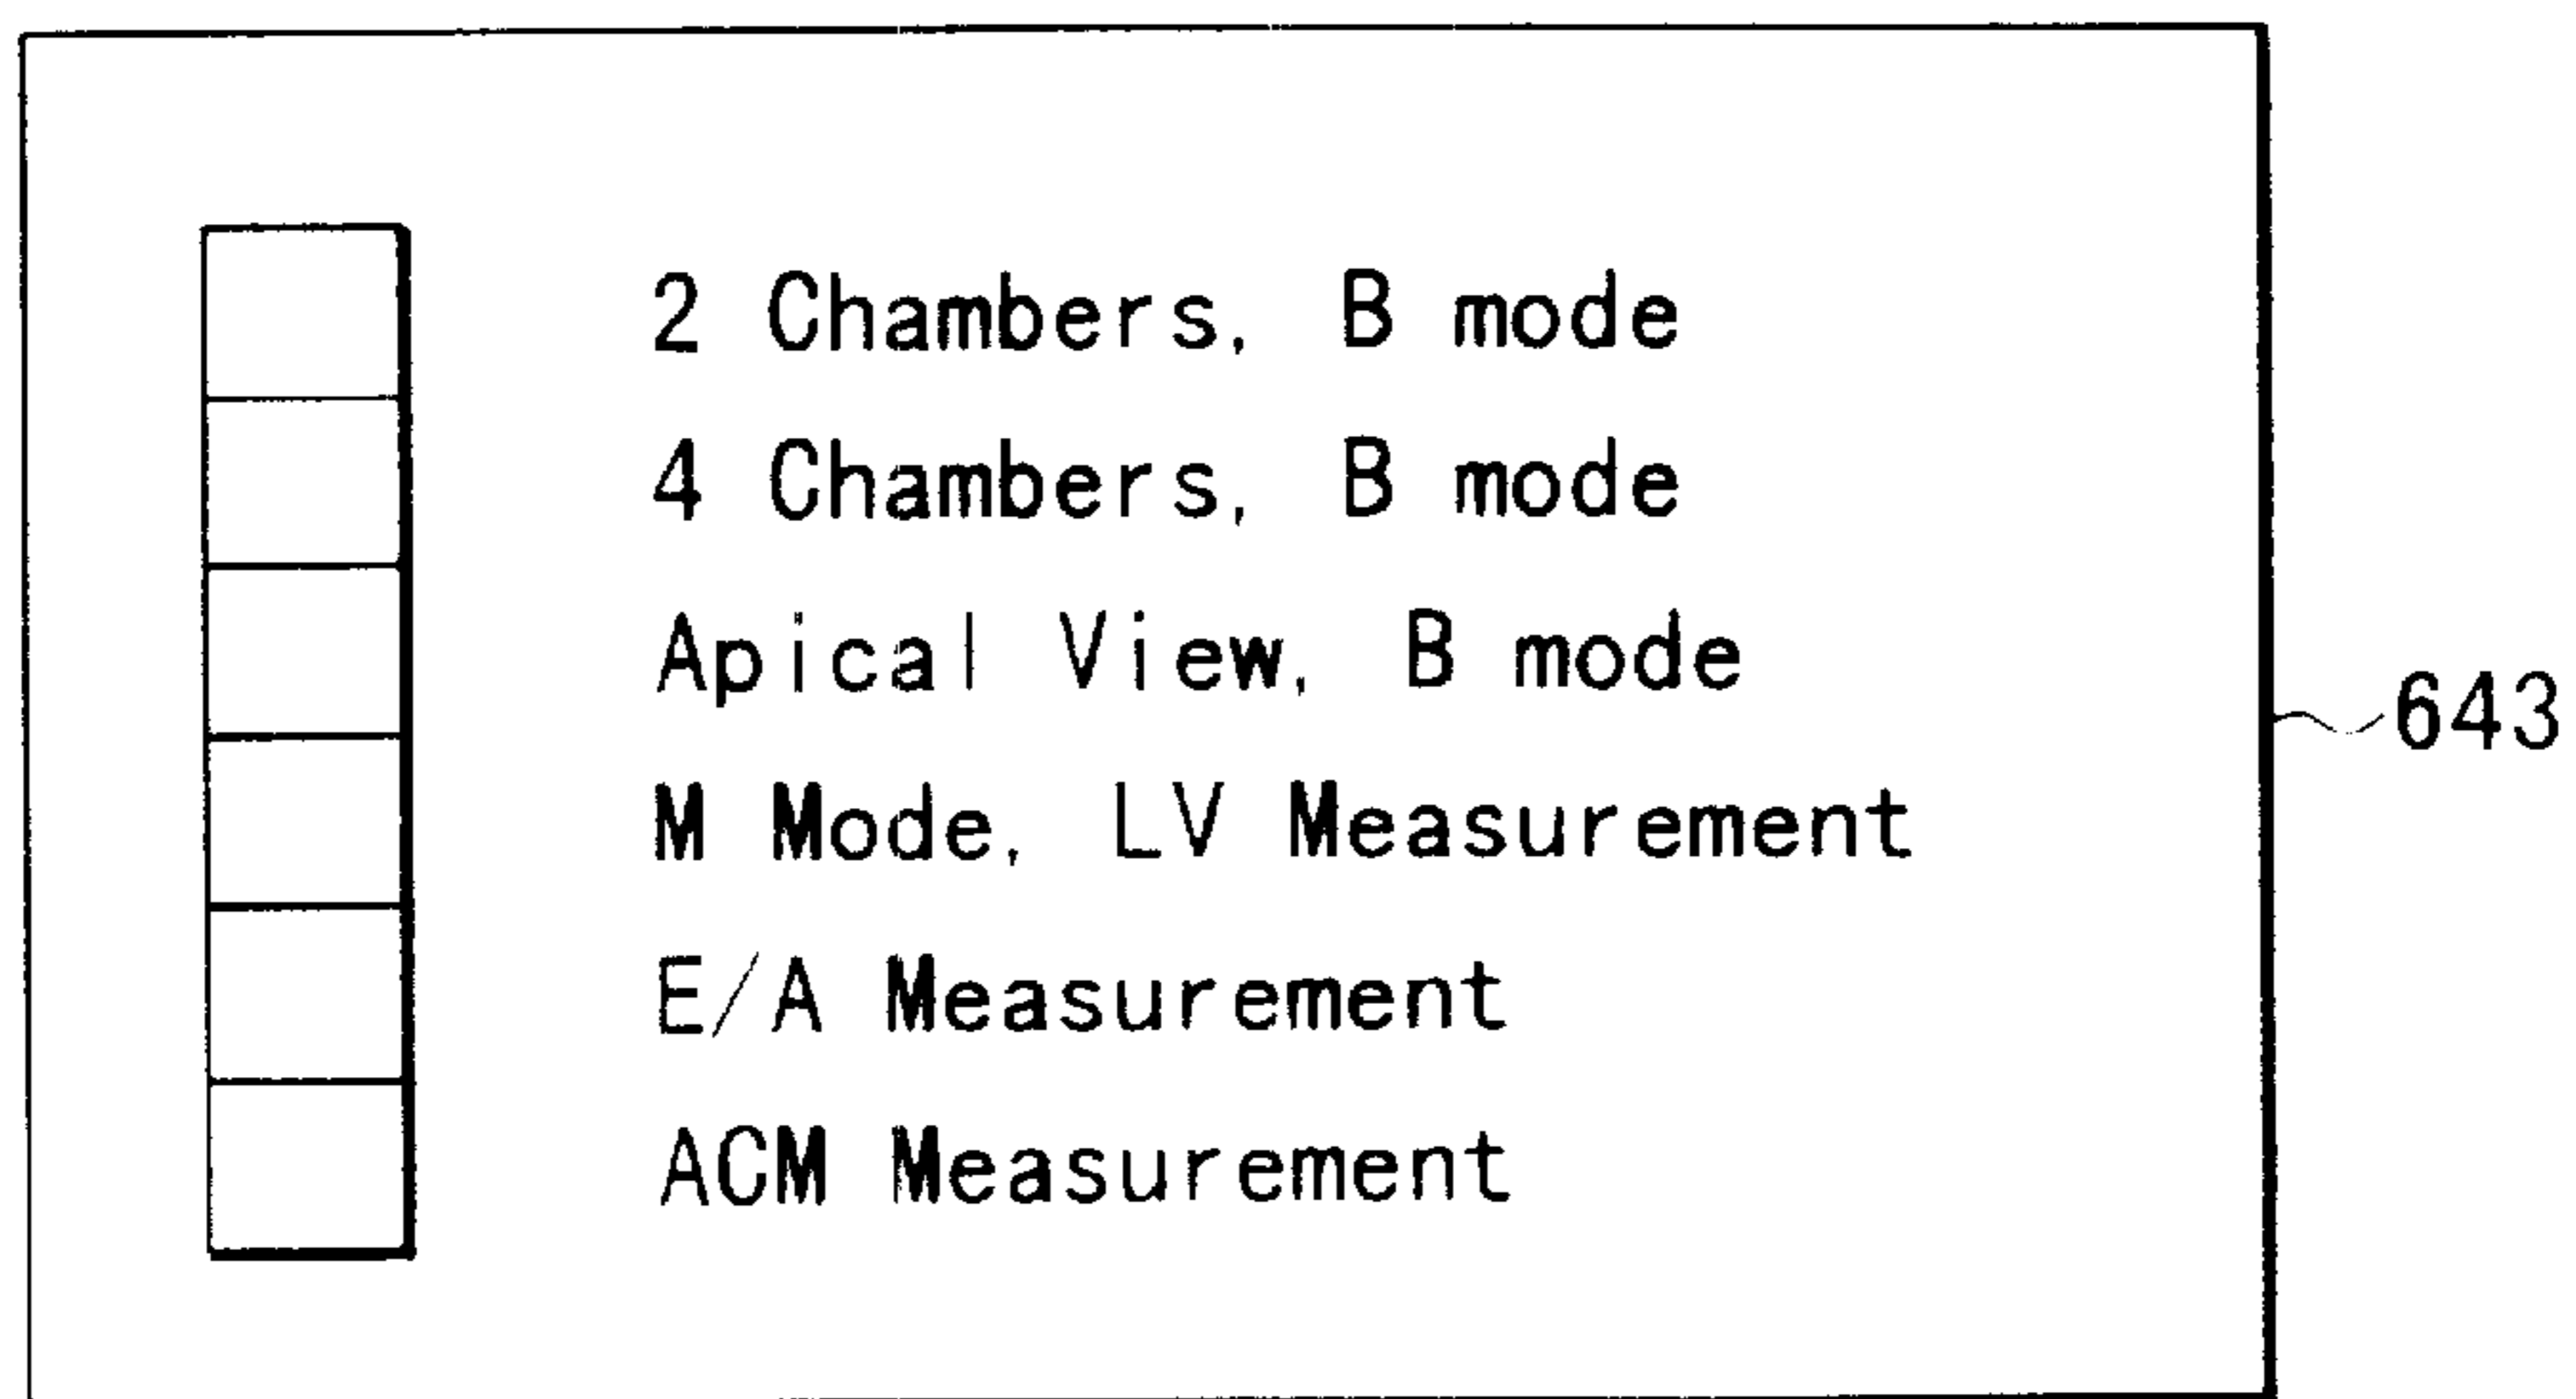 2 Chambers, B mode
4 Chambers, B mode
Apical View, B mode
643
M Mode, LV Measurement
E/A Measurement
ACM Measurement